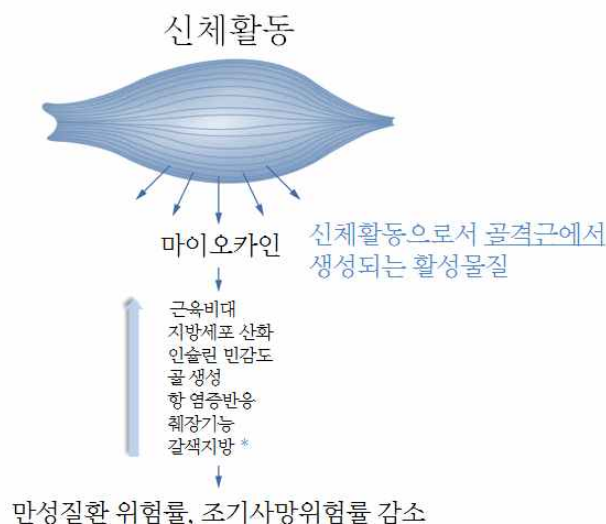 신체활동
마이오카인
신체활동으로서 골격근에서
생성되는 활성물질
근육비대
지방세포 산화
인슐린 민감도
골 생성
항 염증반응
췌장기능
갈색지방 *
만성질환 위험률, 조기사망위험률 감소